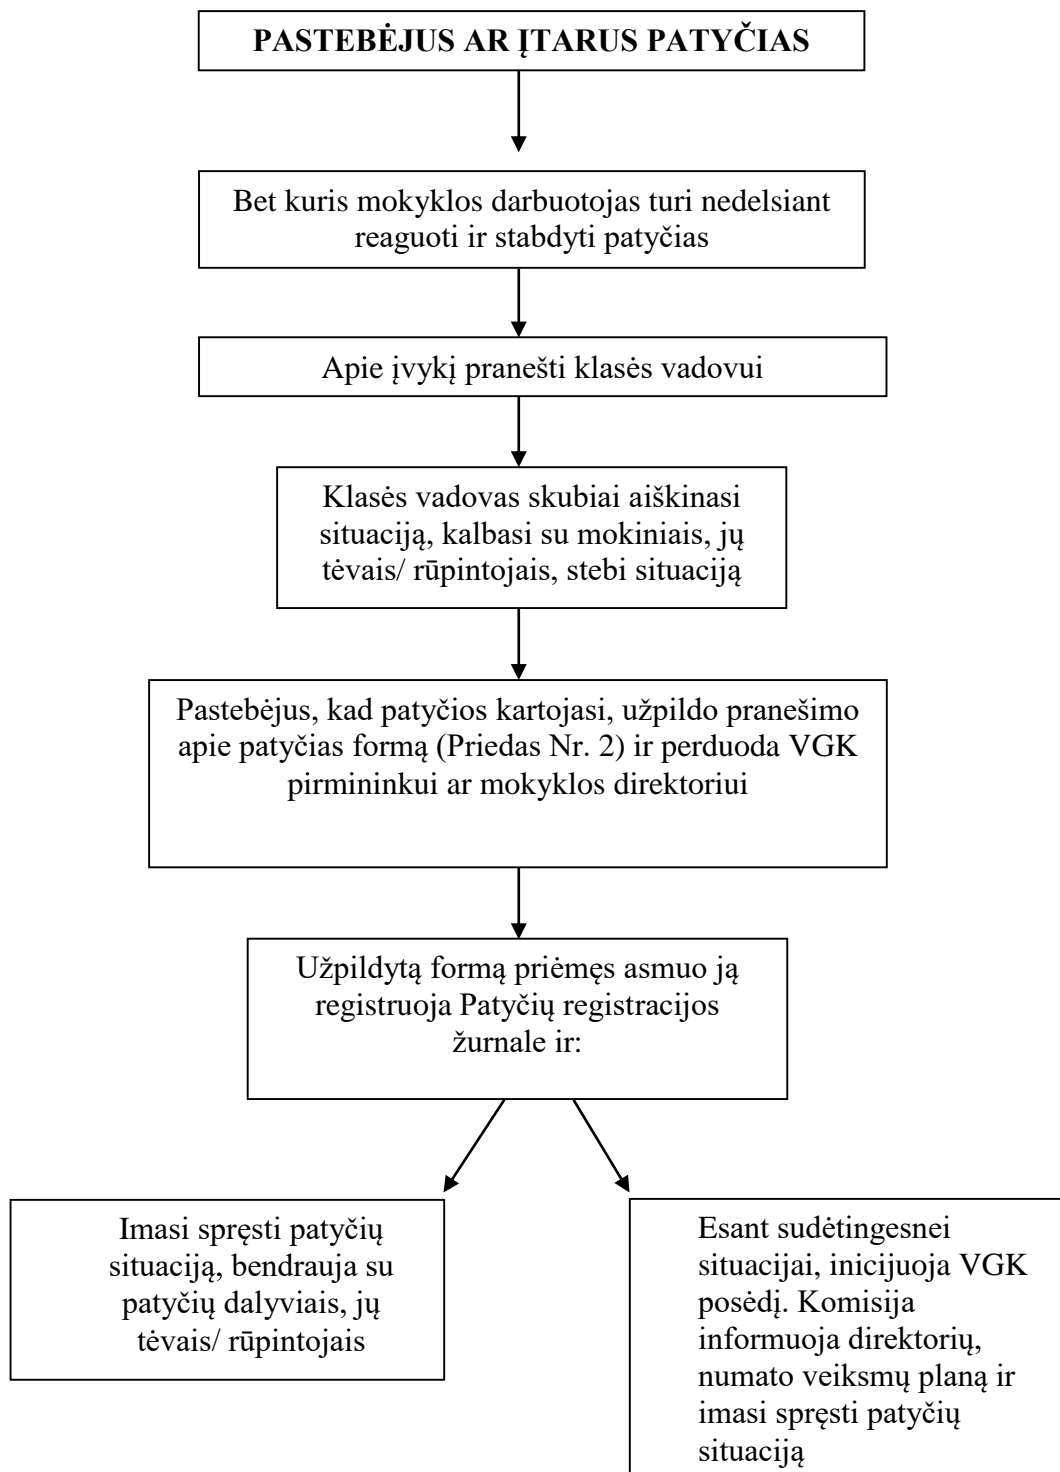 PASTEBĖJUS AR ĮTARUS PATYČIAS
Bet kuris mokyklos darbuotojas turi nedelsiant
reaguoti ir stabdyti patyčias
Apie įvykį pranešti klasės vadovui
Klasės vadovas skubiai aiškinasi
situaciją, kalbasi su mokiniais, jų
tėvais/ rūpintojais, stebi situaciją
Pastebėjus, kad patyčios kartojasi, užpildo pranešimo
apie patyčias formą (Priedas Nr. 2) ir perduoda VGK
pirmininkui ar mokyklos direktoriui
Užpildytą formą priėmęs asmuo ją
registruoja Patyčių registracijos
žurnale ir:
Imasi spręsti patyčių
situaciją, bendrauja su
patyčių dalyviais, jų
tėvais/ rūpintojais
Esant sudėtingesnei
situacijai, inicijuoja VGK
posėdį. Komisija
informuoja direktorių,
numato veiksmų planą ir
imasi spręsti patyčių
situaciją